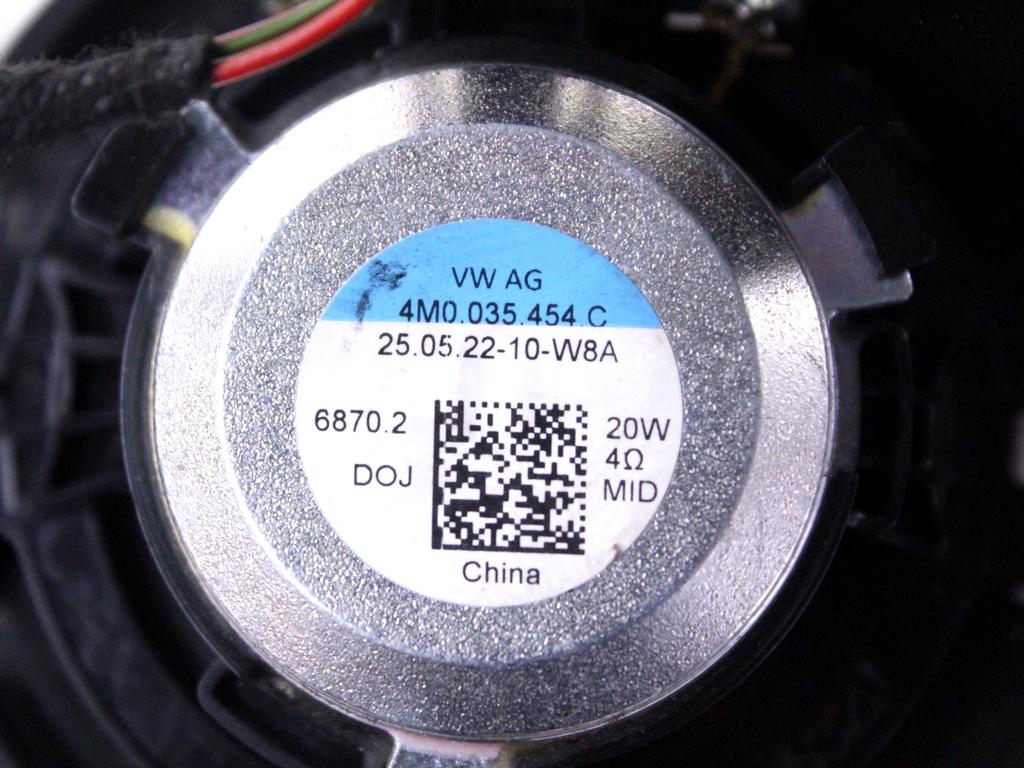 VW AG
4M0.035.454.C
25.05.22-10-W8A
6870.2
DOJ
20W
4Ω
MID
China